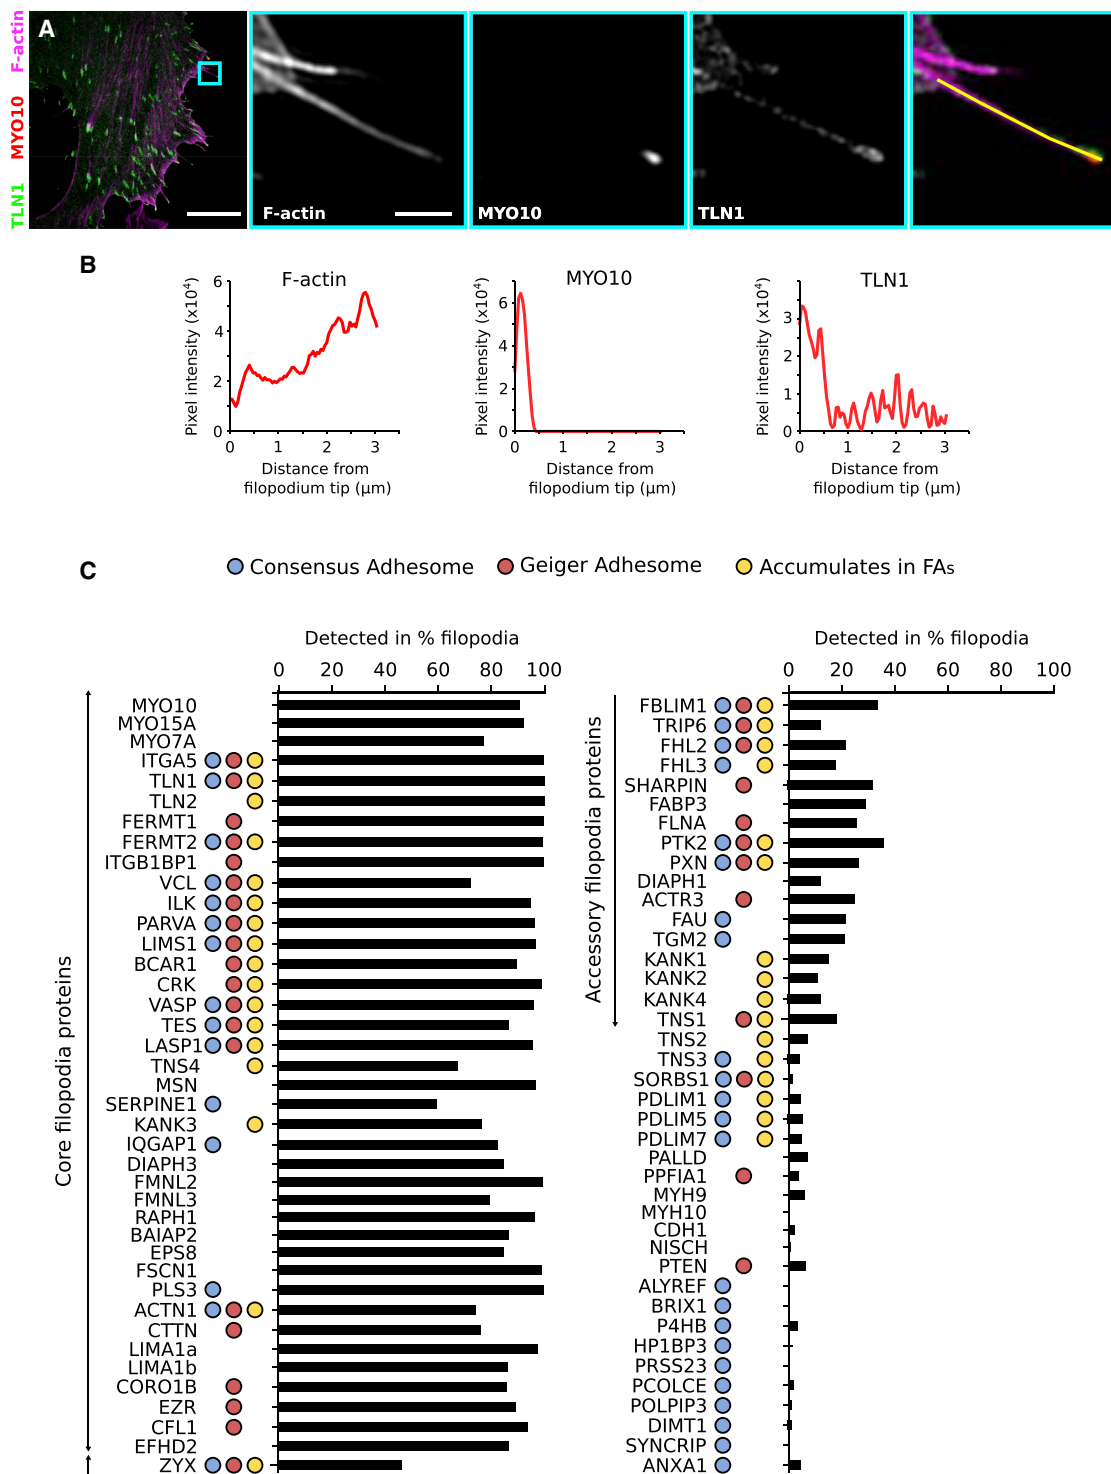 A
TLN1 MYO10 F-actin
F-actin
MYO10
TLN1
B
F-actin
Pixel intensity (x10⁴)
6
4
2
0
0 1 2 3
Distance from
filopodium tip (µm)
MYO10
Pixel intensity (x10⁴)
6
4
2
0
0 1 2 3
Distance from
filopodium tip (µm)
TLN1
Pixel intensity (x10⁴)
3
2
1
0
0 1 2 3
Distance from
filopodium tip (µm)
C
Consensus Adhesome Geiger Adhesome Accumulates in FAs
Detected in % filopodia
0 20 40 60 80 100
Core filopodia proteins
MYO10
MYO15A
MYO7A
ITGA5
TLN1
TLN2
FERMT1
FERMT2
ITGB1BP1
VCL
ILK
PARVA
LIMS1
BCAR1
CRK
VASP
TES
LASP1
TNS4
MSN
SERPINE1
KANK3
IQGAP1
DIAPH3
FMNL2
FMNL3
RAPH1
BAIAP2
EPS8
FSCN1
PLS3
ACTN1
CTTN
LIMA1a
LIMA1b
CORO1B
EZR
CFL1
EFHD2
ZYX
Detected in % filopodia
0 20 40 60 80 100
Accessory filopodia proteins
FBLIM1
TRIP6
FHL2
FHL3
SHARPIN
FABP3
FLNA
PTK2
PXN
DIAPH1
ACTR3
FAU
TGM2
KANK1
KANK2
KANK4
TNS1
TNS2
TNS3
SORBS1
PDLIM1
PDLIM5
PDLIM7
PALLD
PPFIA1
MYH9
MYH10
CDH1
NISCH
PTEN
ALYREF
BRIX1
P4HB
HP1BP3
PRSS23
PCOLCE
POLPIP3
DIMT1
SYNCRIP
ANXA1